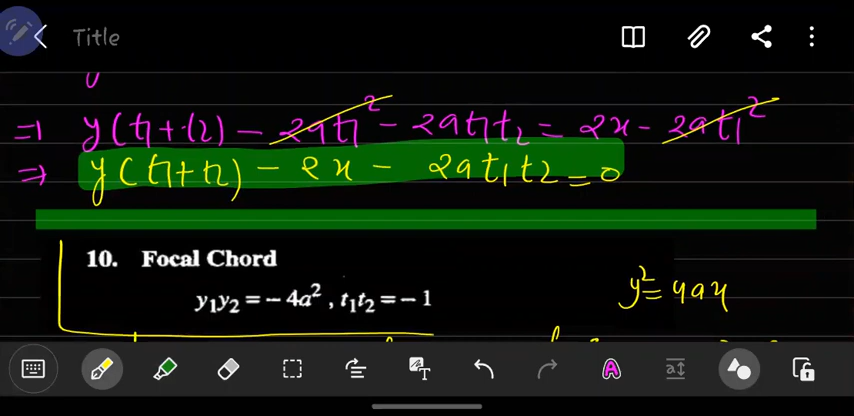 Title
⇒ y(t1+t2) - 2at1² - 2at1t2 = 2x - 2at1²
⇒ y(t1+t2) - 2x - 2at1t2 = 0
10. Focal Chord
y₁y₂ = – 4a², t₁t₂ = – 1
y² = 4ax
T
A
a